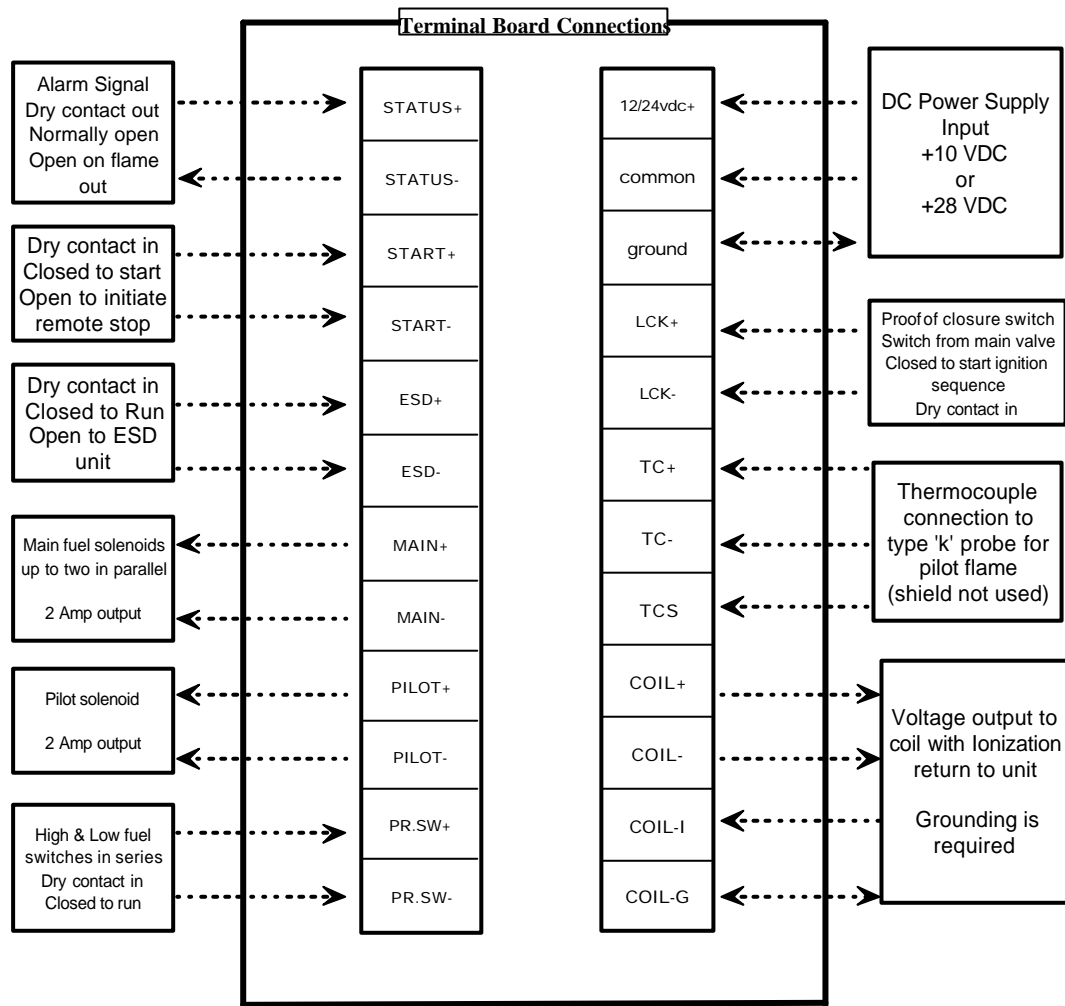 Terminal Board Connections
Alarm Signal
Dry contact out
Normally open
Open on flame
out
Dry contact in
Closed to start
Open to initiate
remote stop
Dry contact in
Closed to Run
Open to ESD
unit
Main fuel solenoids
up to two in parallel
2 Amp output
Pilot solenoid
2 Amp output
High & Low fuel
switches in series
Dry contact in
Closed to run
STATUS+
STATUS-
START+
START-
ESD+
ESD-
MAIN+
MAIN-
PILOT+
PILOT-
PR.SW+
PR.SW-
12/24vdc+
common
ground
LCK+
LCK-
TC+
TC-
TCS
COIL+
COIL-
COIL-I
COIL-G
DC Power Supply
Input
+10 VDC
or
+28 VDC
Proof of closure switch
Switch from main valve
Closed to start ignition
sequence
Dry contact in
Thermocouple
connection to
type 'k' probe for
pilot flame
(shield not used)
Voltage output to
coil with Ionization
return to unit
Grounding is
required